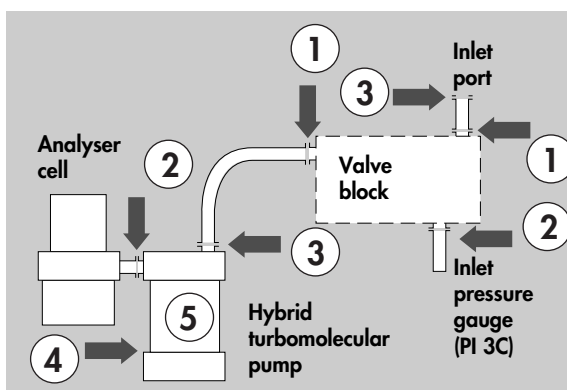 1
Inlet
port
3
Analyser
cell
2
Valve
block
1
2
3
Inlet
pressure
gauge
(PI 3C)
5
Hybrid
turbomolecular
pump
4